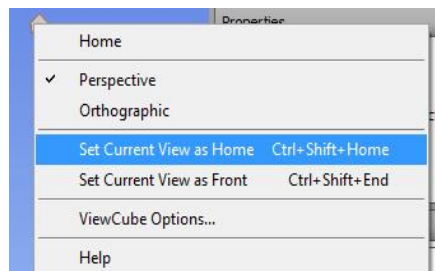 Properties
Home
✓ Perspective
Orthographic
Set Current View as Home Ctrl+Shift+Home
Set Current View as Front Ctrl+Shift+End
ViewCube Options...
Help